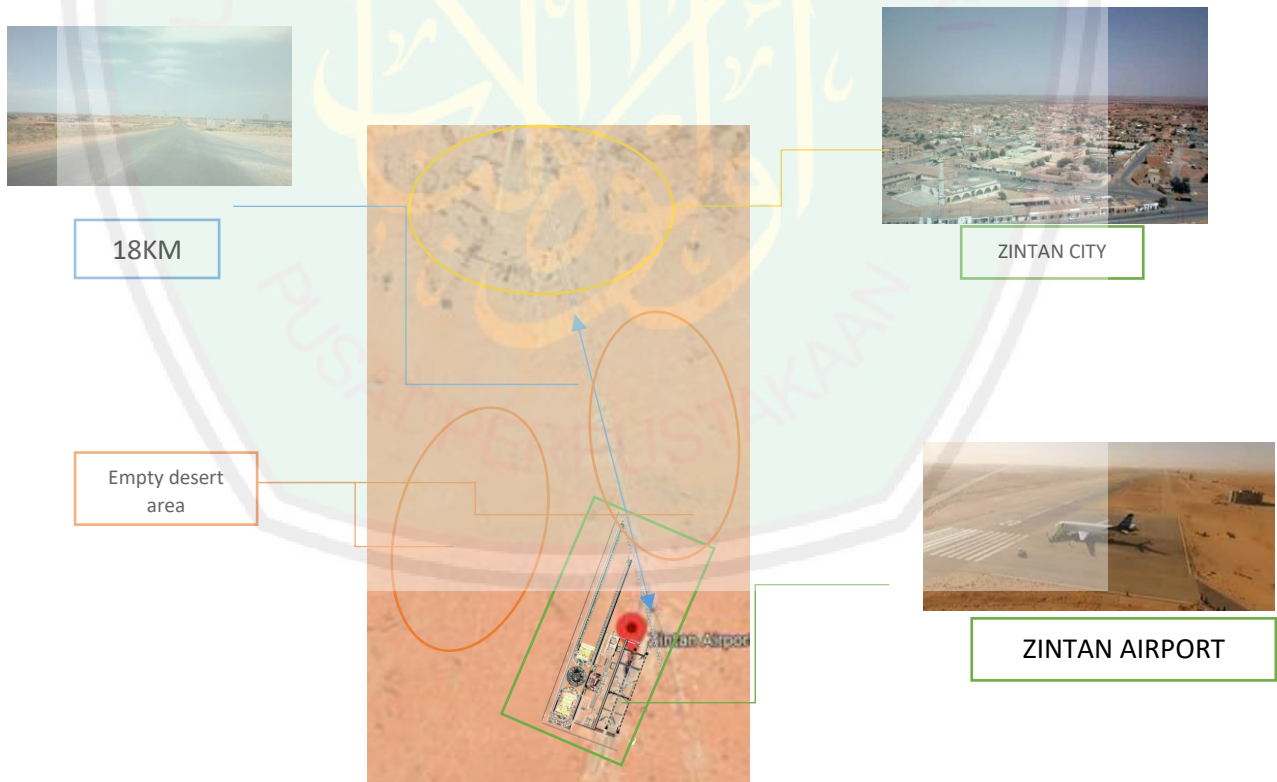 18KM
ZINTAN CITY
Empty desert
area
Zintan Airpor
ZINTAN AIRPORT
PUSAT PERPUSTAKAAN